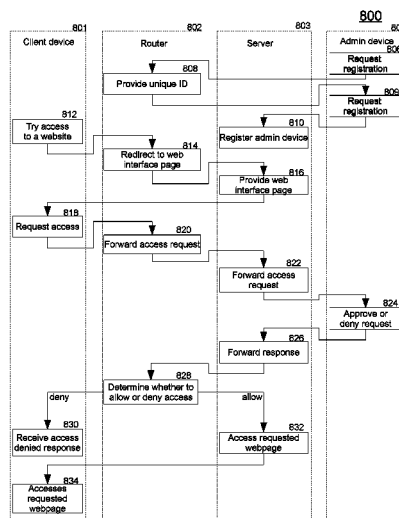 800
801
802
803
80
Client device
Router
Server
Admin device
806
Request
registration
808
Provide unique ID
809
Request
registration
810
Register admin device
812
Try access
to a website
814
Redirect to web
interface page
816
Provide web
interface page
818
Request access
820
Forward access request
822
Forward access
request
824
Approve or
deny request
826
Forward response
828
Determine whether to
allow or deny access
deny
allow
830
Receive access
denied response
832
Access requested
webpage
834
Accesses
requested
webpage